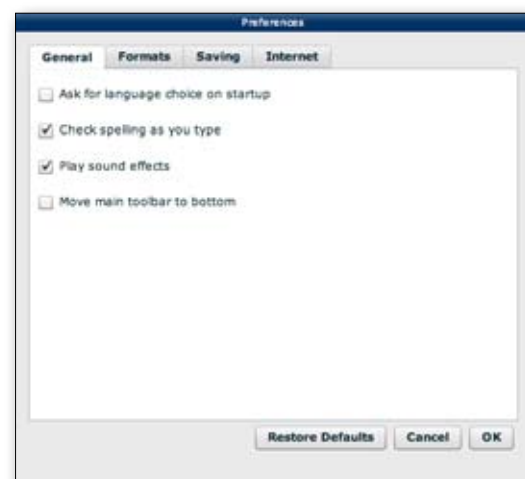 Preferences
General Formats Saving Internet
Ask for language choice on startup
Check spelling as you type
Play sound effects
Move main toolbar to bottom
Restore Defaults Cancel OK